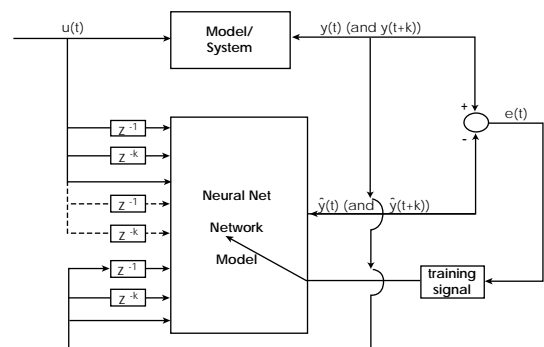 u(t)
Model/
System
y(t) (and y(t+k))
+
e(t)
-
z -1
z -k
Neural Net
z -1
ŷ(t) (and ŷ(t+k))
z -k
Network
Model
z -1
training
signal
z -k